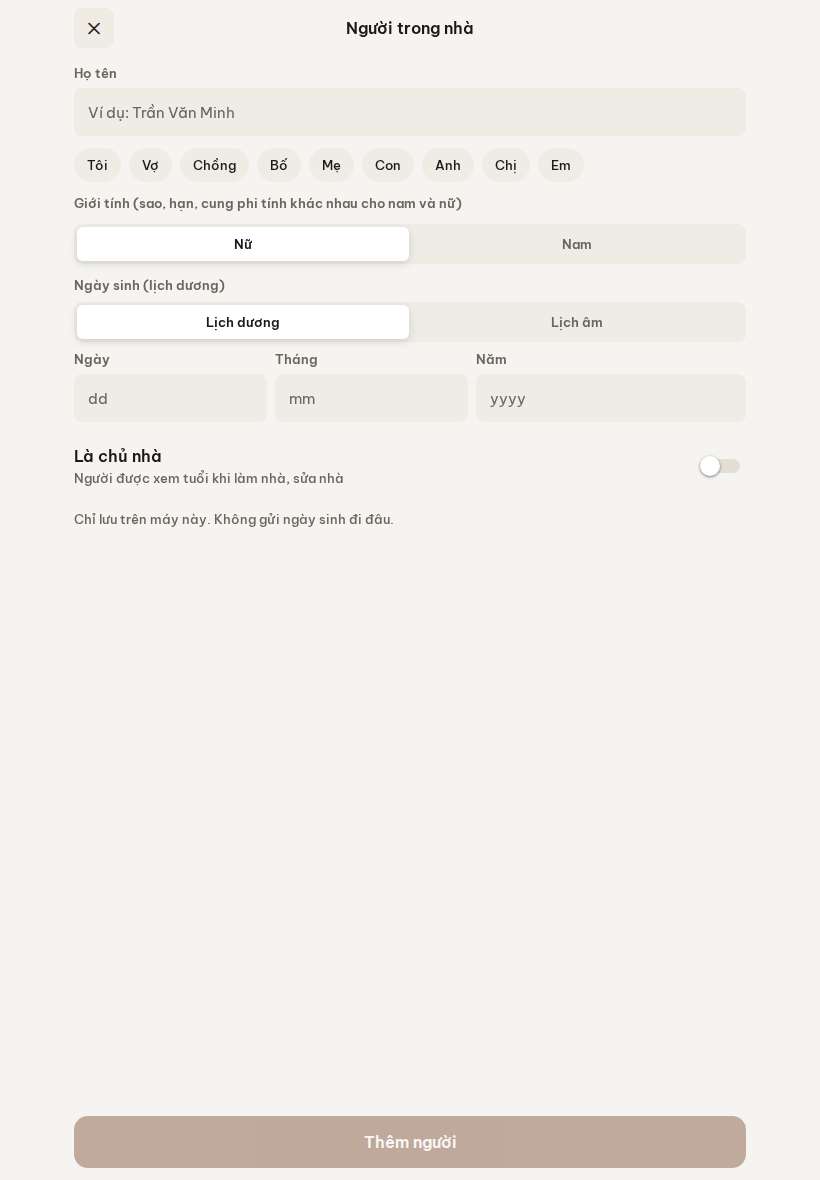 Người trong nhà
Họ tên
Ví dụ: Trần Văn Minh
Tôi Vợ Chồng Bố Mẹ Con Anh Chị Em
Giới tính (sao, hạn, cung phi tính khác nhau cho nam và nữ)
Nữ Nam
Ngày sinh (lịch dương)
Lịch dương Lịch âm
Ngày Tháng Năm
dd mm yyyy
Là chủ nhà
Người được xem tuổi khi làm nhà, sửa nhà
Chỉ lưu trên máy này. Không gửi ngày sinh đi đâu.
Thêm người